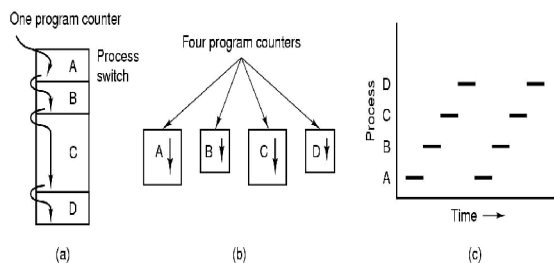 One program counter
Process
switch
A
B
C
D
(a)
Four program counters
A
B
C
D
(b)
Process
D
C
B
A
Time
(c)